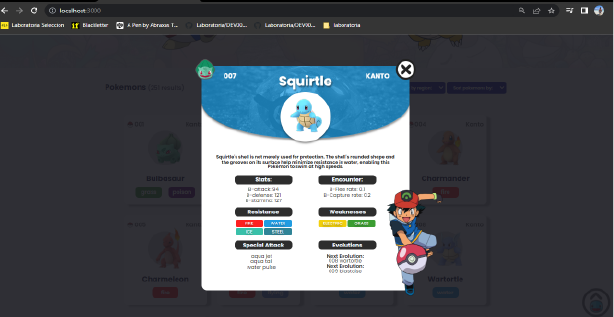 localhost:3000
Laboratoria Seleccion
Blackletter
A Pen by Abraxas T...
Laboratoria/DEV00...
Laboratoria/DEV00...
laboratoria
Pokemons
007
Squirtle
KANTO
Squirtle's shell is not merely used for protection. The shell's rounded shape and
the grooves on its surface help minimize resistance in water, enabling this
Pokémon to swim at high speeds.
Stats:
B-attack: 94
B-defense: 121
B-stamina: 127
Encounter:
B-Flee rate: 0.1
B-Capture rate: 0.2
Resistance
FIRE
WATER
ICE
STEEL
Weaknesses
ELECTRIC
GRASS
Special Attack
aqua jet
aqua tail
water pulse
Evolutions
Next Evolution:
008 wartortle
Next Evolution:
009 blastoise
Bulbasaur
Charmander
Charmeleon
Wartortle